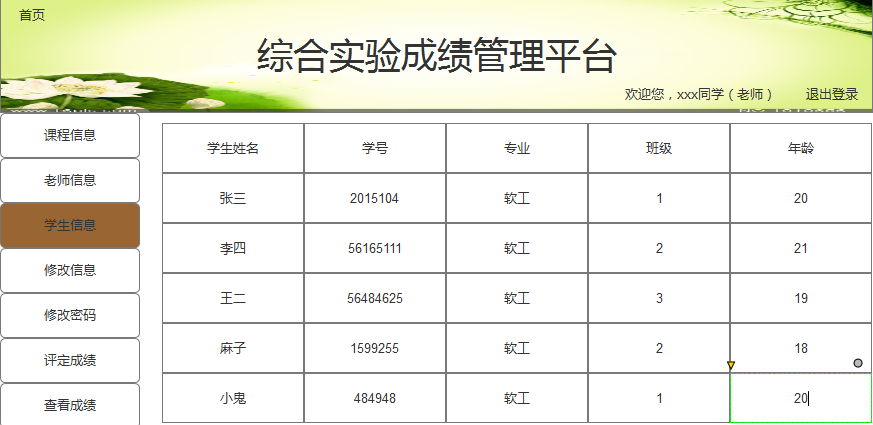 首页
综合实验成绩管理平台
欢迎您，xxx同学（老师） 退出登录
课程信息
老师信息
学生信息
修改信息
修改密码
评定成绩
查看成绩
学生姓名 学号 专业 班级 年龄
张三 2015104 软工 1 20
李四 56165111 软工 2 21
王二 56484625 软工 3 19
麻子 1599255 软工 2 18
小鬼 484948 软工 1 20